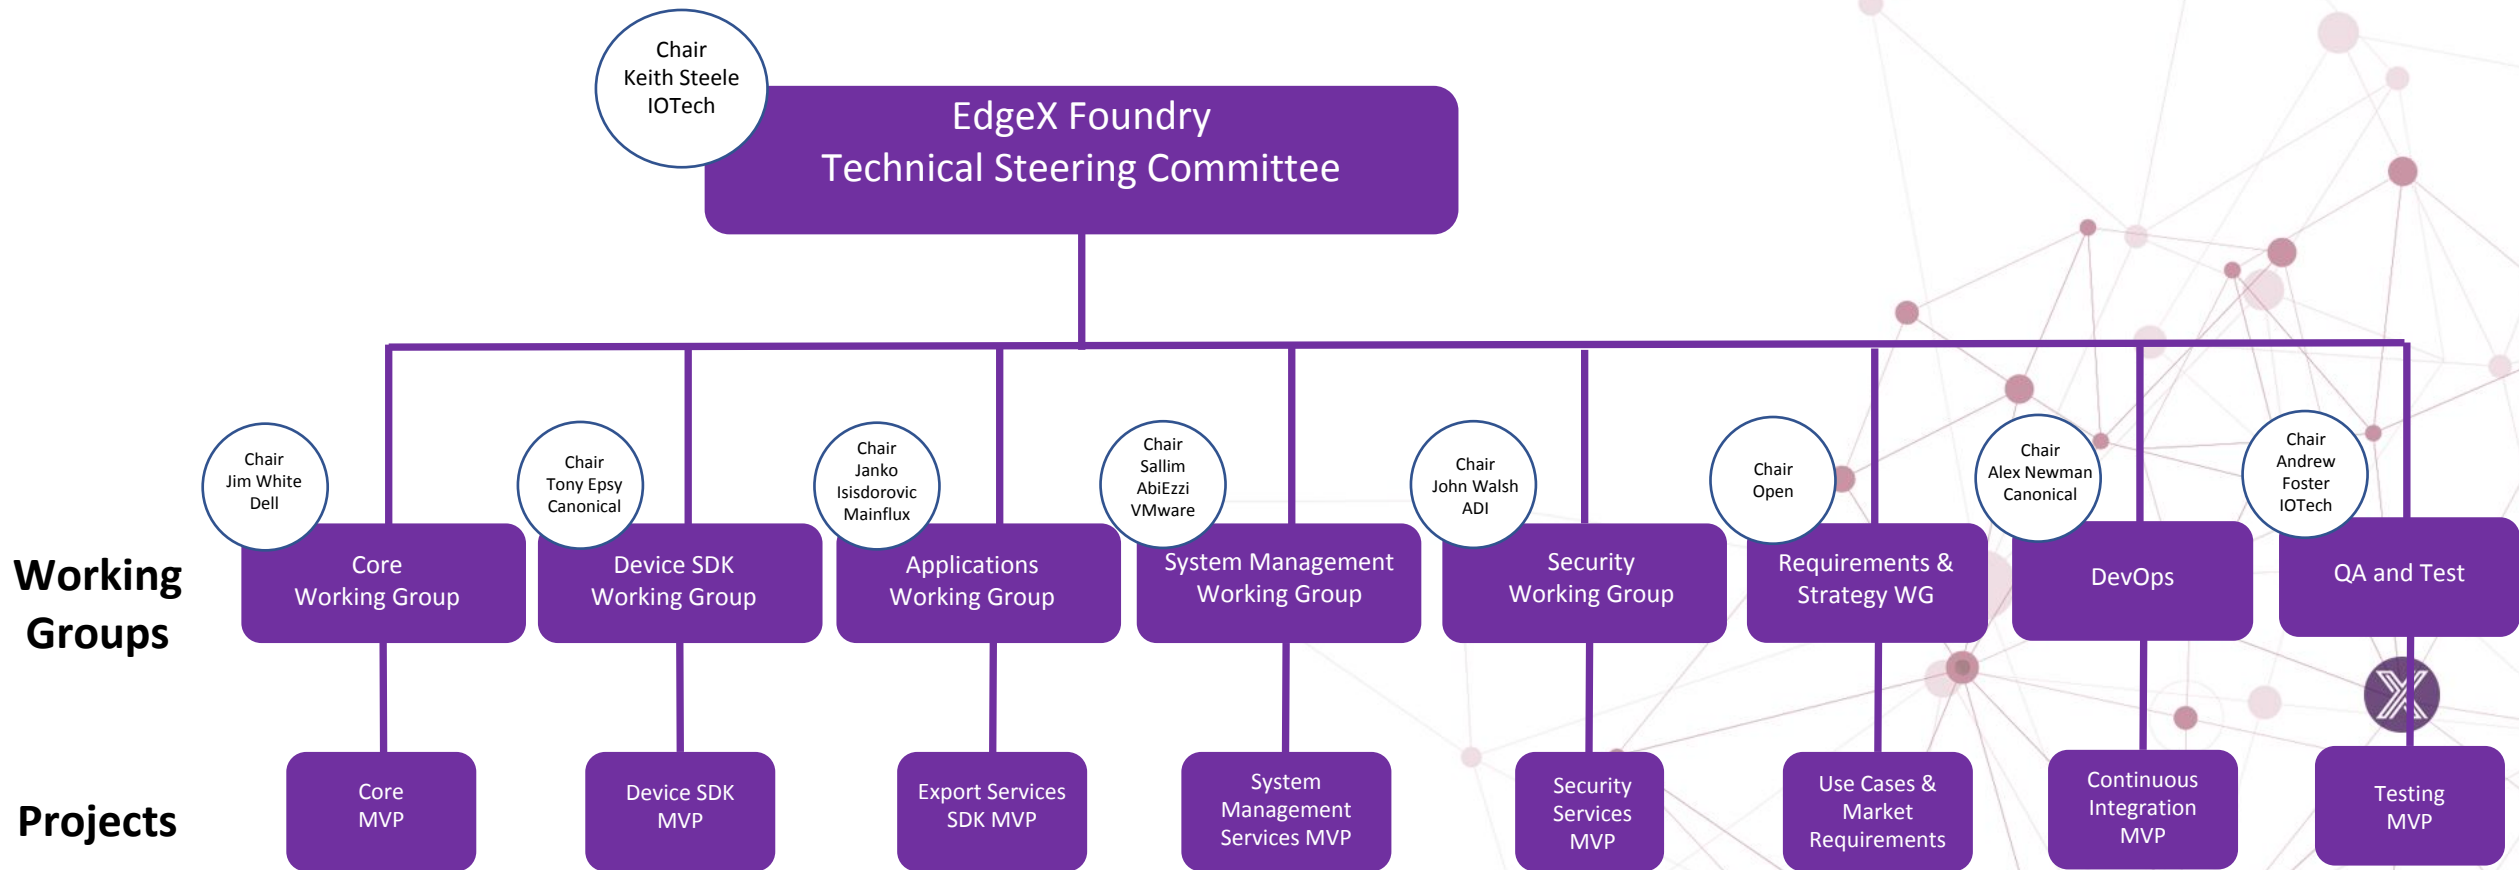 Chair
Keith Steele
IOTech
EdgeX Foundry
Technical Steering Committee
Chair
Jim White
Dell
Chair
Tony Epsy
Canonical
Chair
Janko
Isisdorovic
Mainflux
Chair
Sallim
AbiEzzi
VMware
Chair
John Walsh
ADI
Chair
Open
Chair
Alex Newman
Canonical
Chair
Andrew
Foster
IOTech
Working
Groups
Core
Working Group
Device SDK
Working Group
Applications
Working Group
System Management
Working Group
Security
Working Group
Requirements &
Strategy WG
DevOps
QA and Test
Projects
Core
MVP
Device SDK
MVP
Export Services
SDK MVP
System
Management
Services MVP
Security
Services
MVP
Use Cases &
Market
Requirements
Continuous
Integration
MVP
Testing
MVP